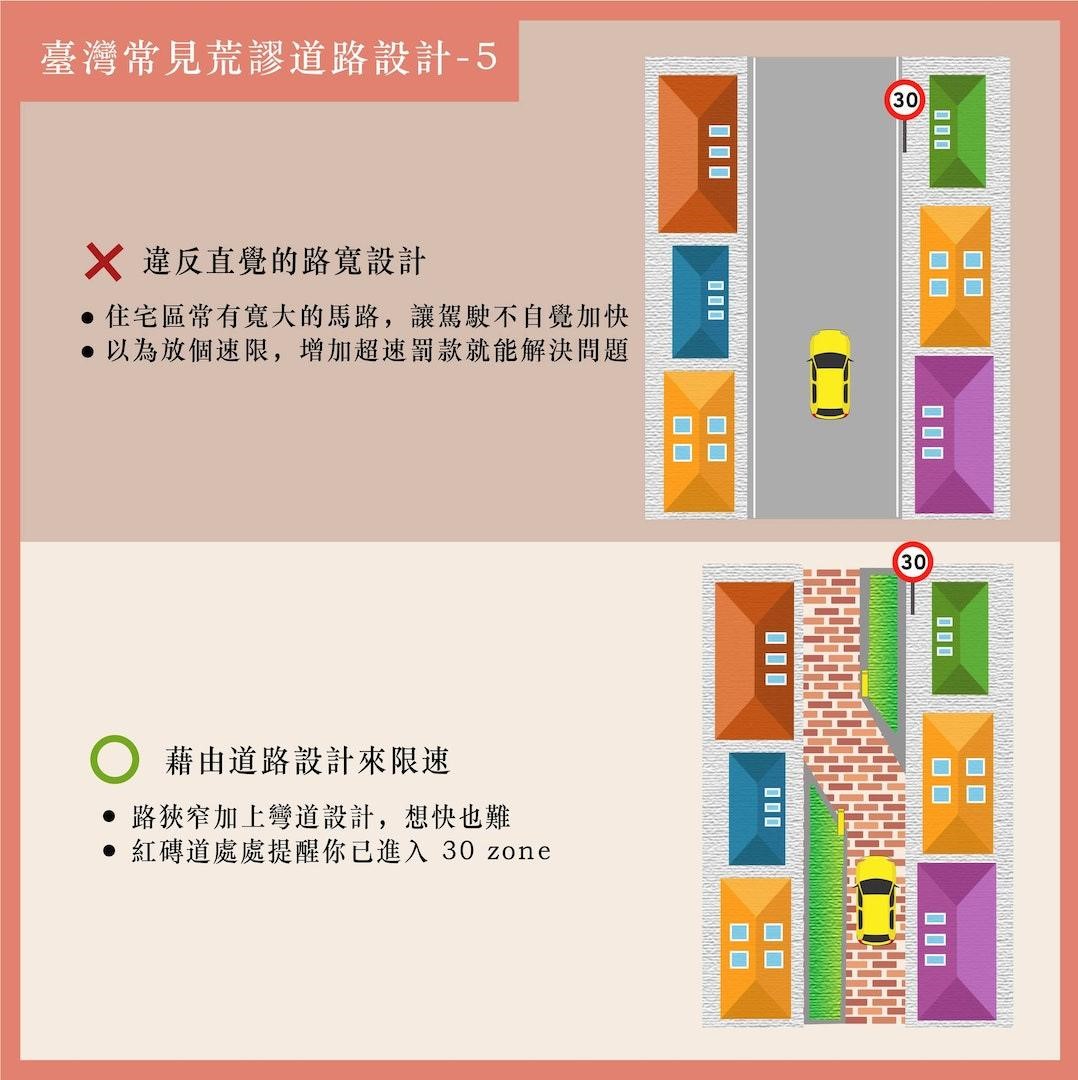 臺灣常見荒謬道路設計-5
30
違反直覺的路寬設計
住宅區常有寬大的馬路，讓駕駛不自覺加快
以為放個速限，增加超速罰款就能解決問題
30
藉由道路設計來限速
路狹窄加上彎道設計，想快也難
紅磚道處處提醒你已進入 30 zone